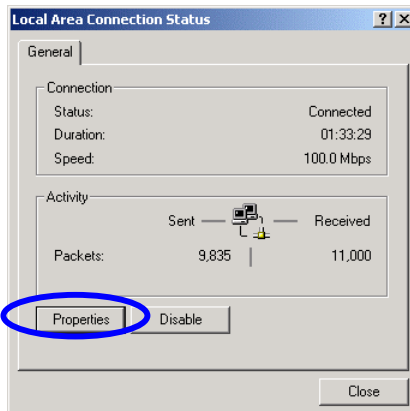 Local Area Connection Status
General
Connection
Status: Connected
Duration: 01:33:29
Speed: 100.0 Mbps
Activity
Sent Received
Packets: 9,835 11,000
Properties Disable
Close